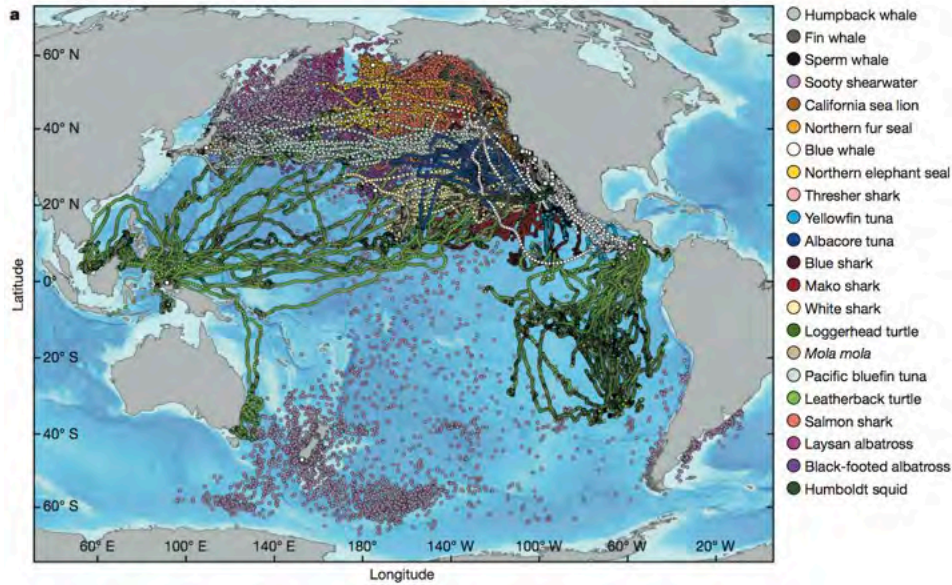 a
Humpback whale
Fin whale
Sperm whale
Sooty shearwater
California sea lion
Northern fur seal
Blue whale
Northern elephant seal
Thresher shark
Yellowfin tuna
Albacore tuna
Blue shark
Mako shark
White shark
Loggerhead turtle
Mola mola
Pacific bluefin tuna
Leatherback turtle
Salmon shark
Laysan albatross
Black-footed albatross
Humboldt squid
Latitude
60° N
40° N
20° N
0°
20° S
40° S
60° S
60° E
100° E
140° E
180°
140° W
100° W
60° W
20° W
Longitude